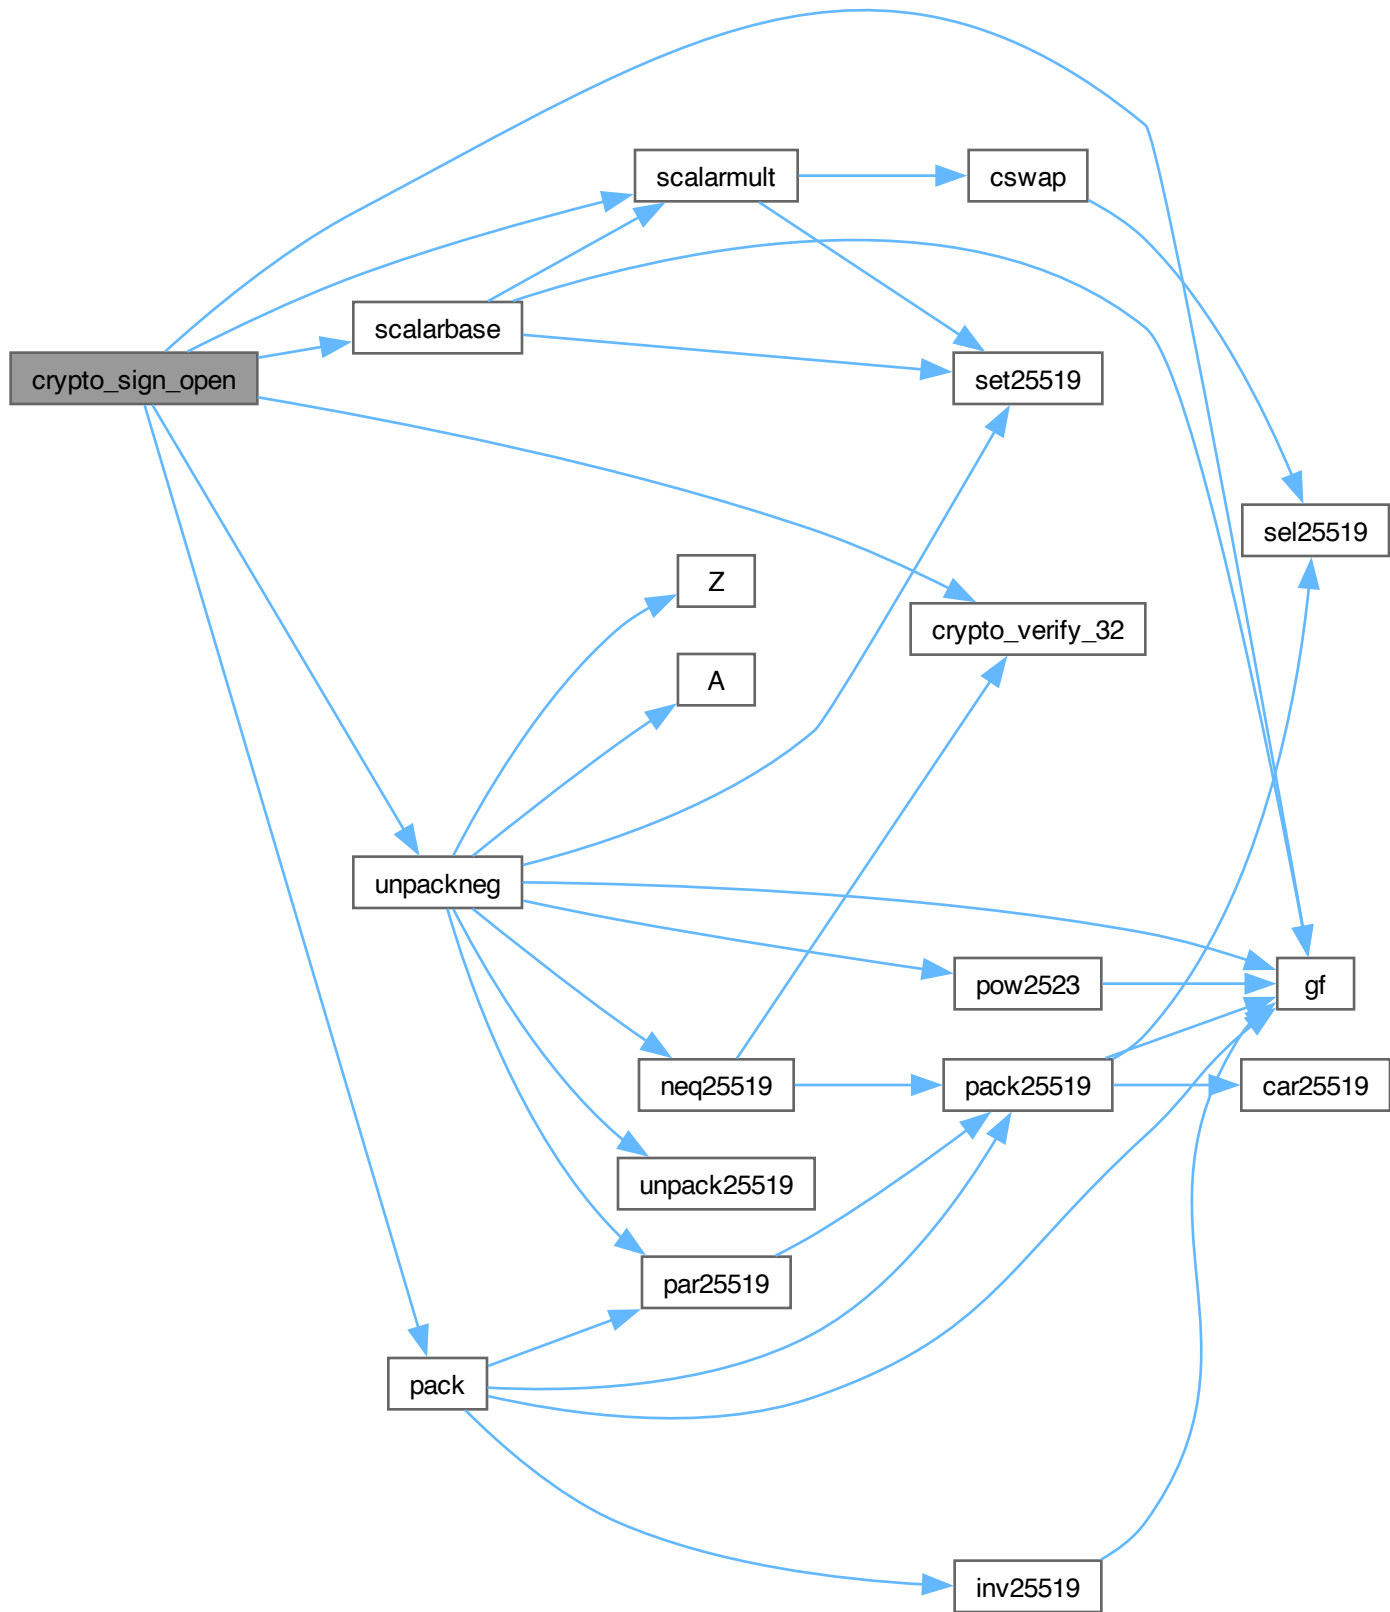 scalarmult
cswap
scalarbase
crypto_sign_open
set25519
sel25519
Z
crypto_verify_32
A
unpackneg
pow2523
gf
neq25519
pack25519
car25519
unpack25519
par25519
pack
inv25519